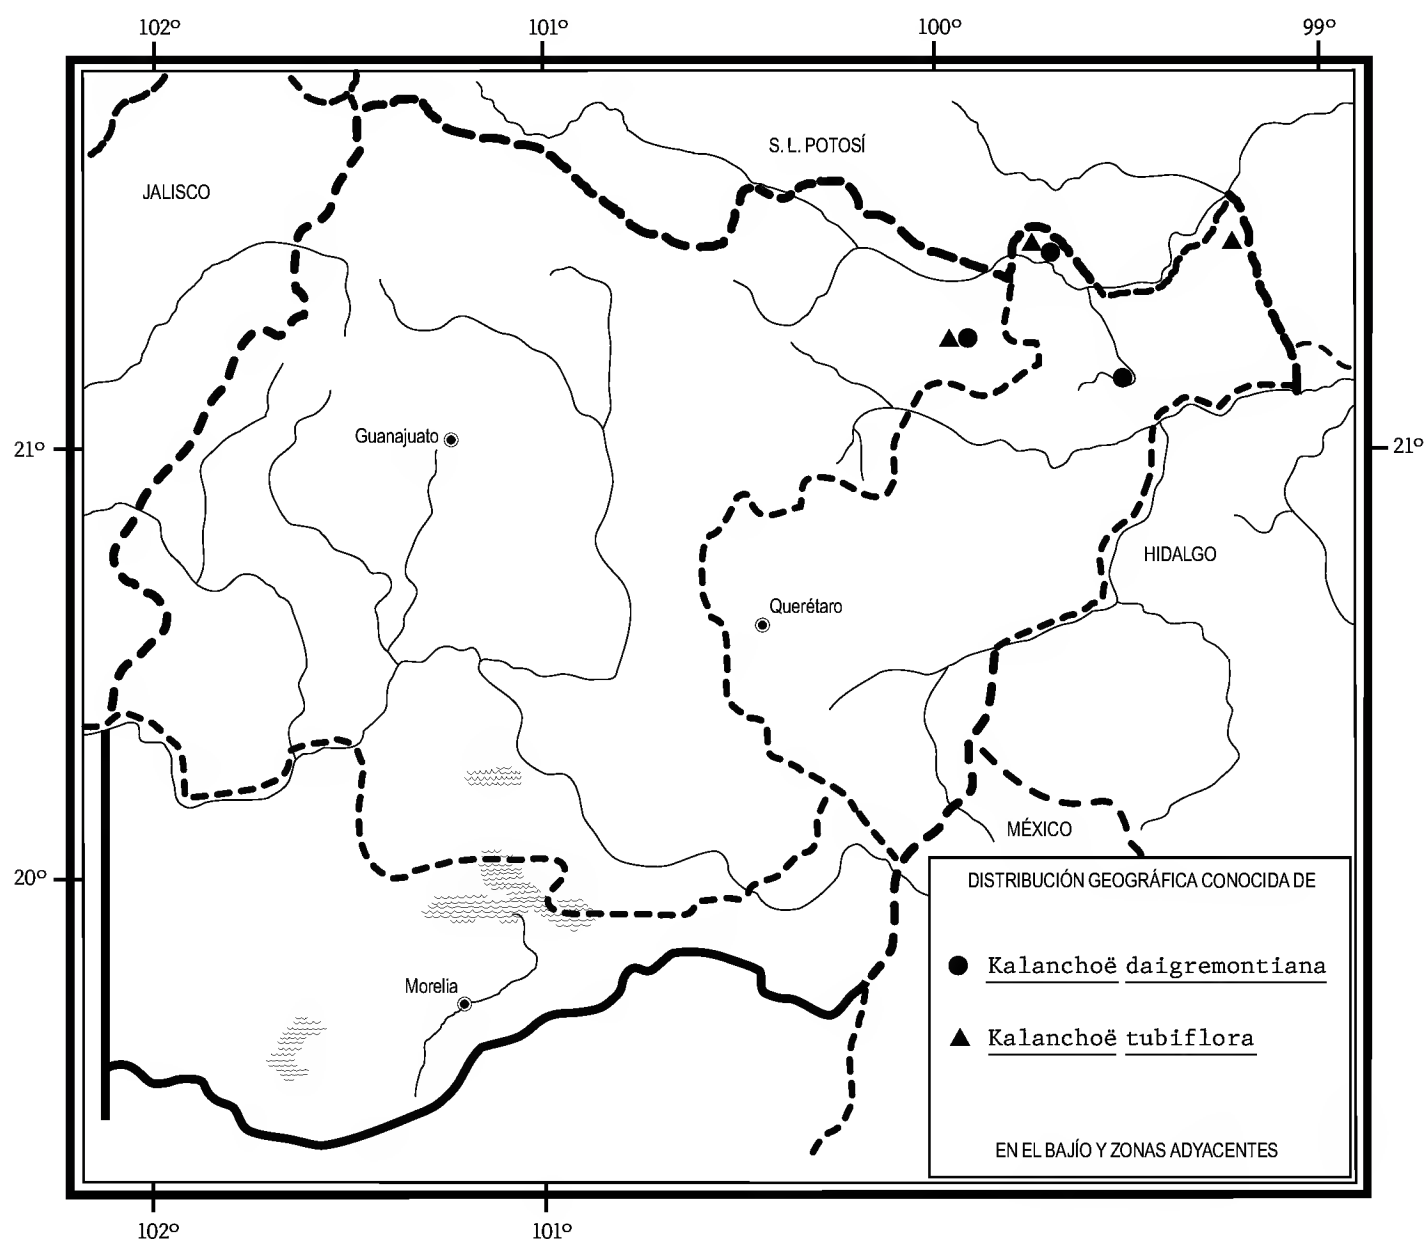 102º 101º 100º 99º
S. L. POTOSÍ
JALISCO
Guanajuato
21º
21º
HIDALGO
Querétaro
MÉXICO
20º
DISTRIBUCIÓN GEOGRÁFICA CONOCIDA DE
Kalanchoë daigremontiana
Morelia
Kalanchoë tubiflora
EN EL BAJÍO Y ZONAS ADYACENTES
102º 101º